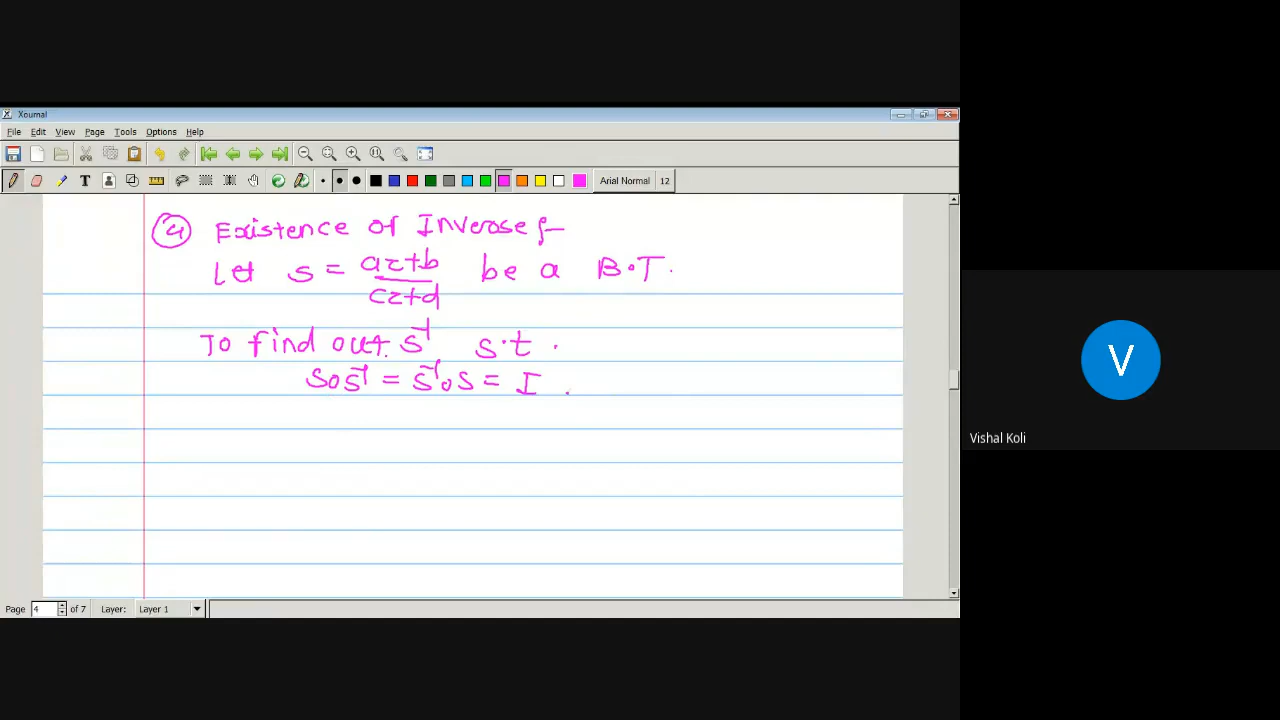 Xournal
File Edit View Page Tools Options Help
Arial Normal 12
(4) Existence of Inverse :-
Let S = az+b / cz+d be a B.T.
To find out S⁻¹ s.t.
SoS⁻¹ = S⁻¹oS = I.
V
Vishal Koli
Page 4 of 7 Layer: Layer 1